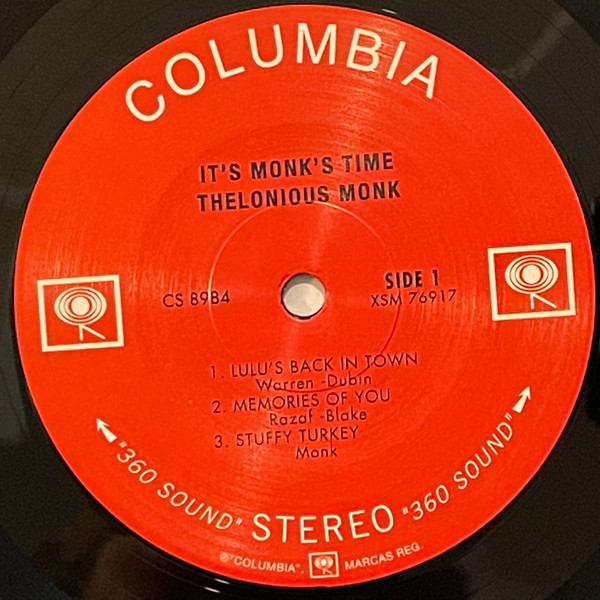 COLUMBIA
IT'S MONK'S TIME
THELONIOUS MONK
CS 8984
SIDE 1
XSM 76917
1. LULU'S BACK IN TOWN
Warren -Dubin
2. MEMORIES OF YOU
Razaf -Blake
3. STUFFY TURKEY
Monk
"360 SOUND" STEREO "360 SOUND"
℗"COLUMBIA", MARCAS REG.